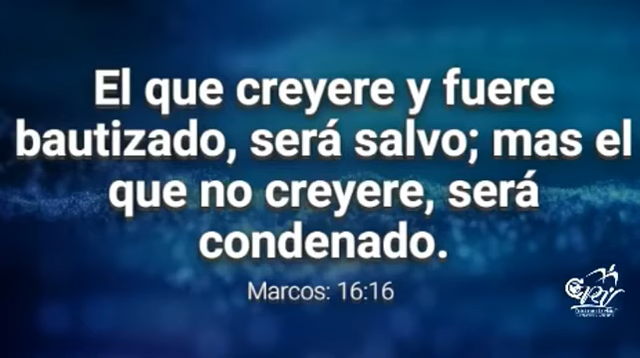 El que creyere y fuere
bautizado, será salvo; mas el
que no creyere, será
condenado.
Marcos: 16:16